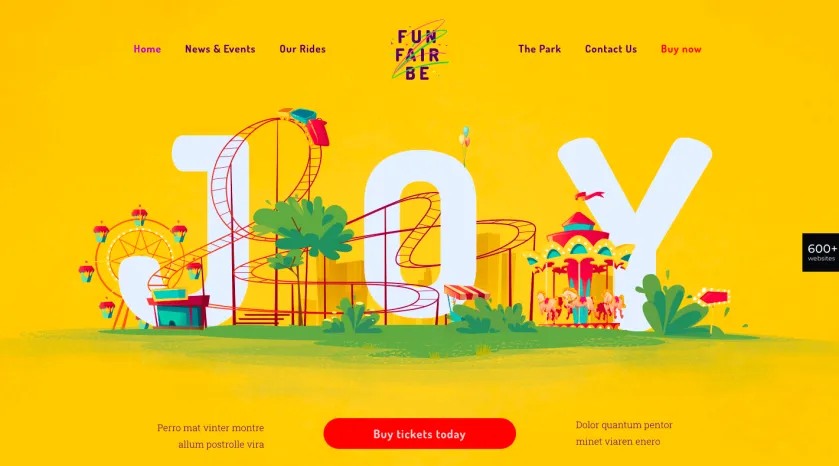 Home News & Events Our Rides
FUN
FAIR
BE
The Park Contact Us Buy now
JOY
600+
websites
Perro mat vinter montre
allum postrolle vira
Buy tickets today
Dolor quantum pentor
minet viaren enero